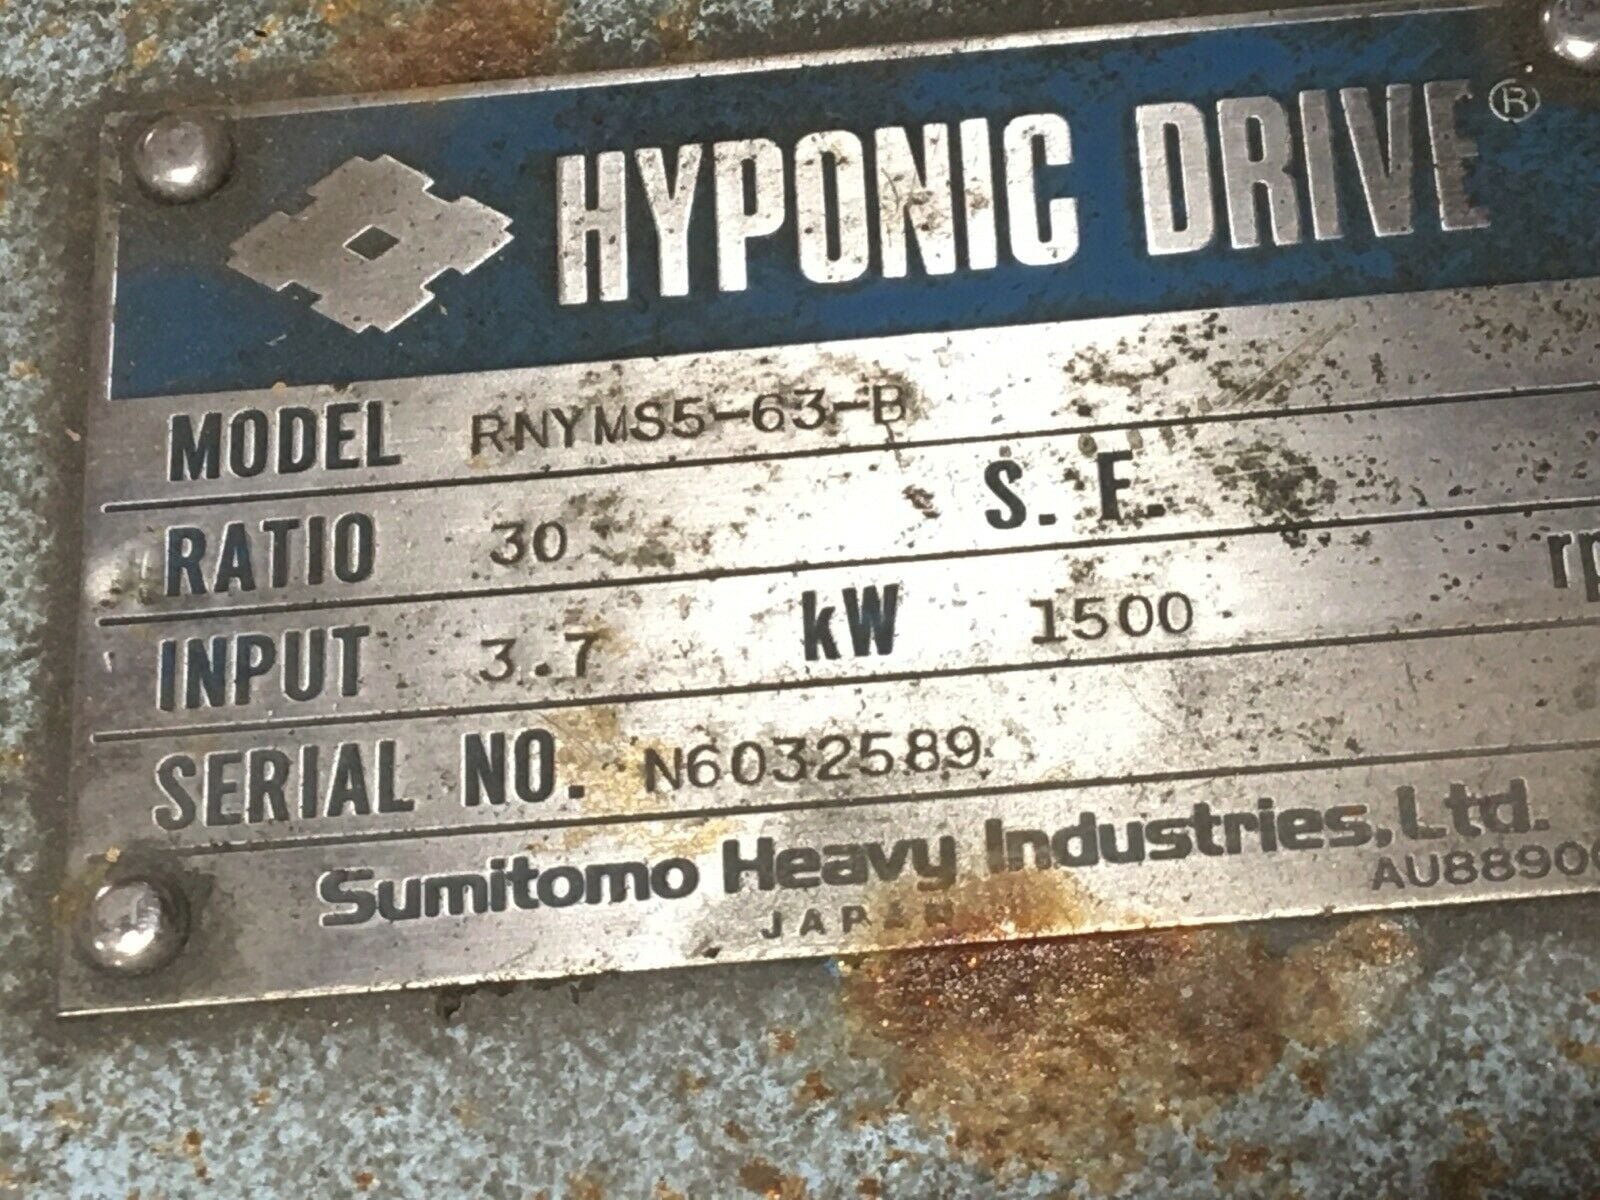 HYPONIC DRIVE®
MODEL RNYMS5-63-B
RATIO 30 S. F.
INPUT 3.7 kW 1500
SERIAL NO. N6032589
Sumitomo Heavy Industries, Ltd.
JAPAN